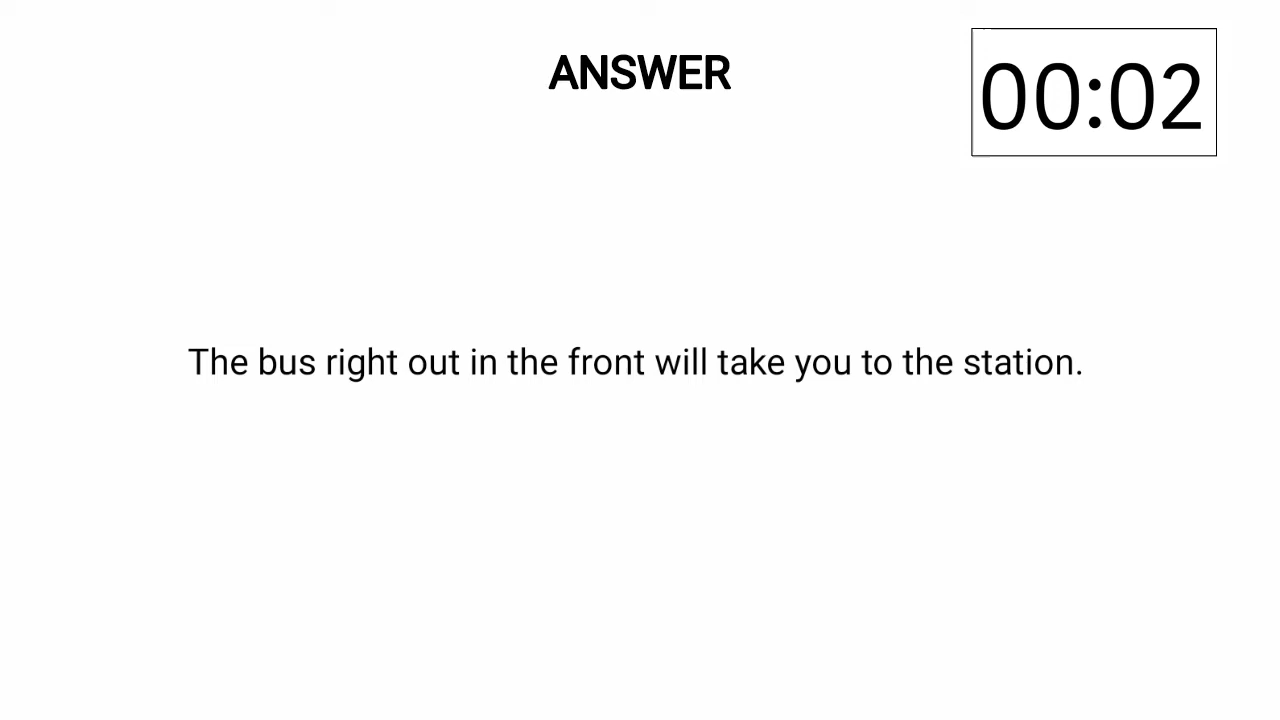 ANSWER
00:02
The bus right out in the front will take you to the station.